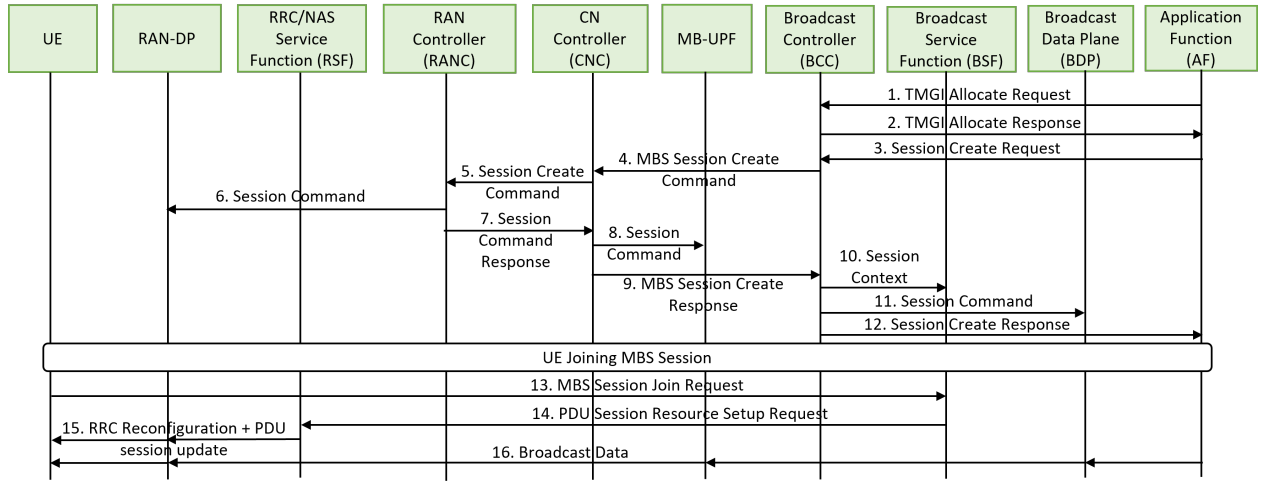 UE
RAN-DP
RRC/NAS
Service
Function (RSF)
RAN
Controller
(RANC)
CN
Controller
(CNC)
MB-UPF
Broadcast
Controller
(BCC)
Broadcast
Service
Function (BSF)
Broadcast
Data Plane
(BDP)
Application
Function
(AF)
1. TMGI Allocate Request
2. TMGI Allocate Response
3. Session Create Request
4. MBS Session Create
Command
5. Session Create
Command
6. Session Command
7. Session
Command
Response
8. Session
Command
9. MBS Session Create
Response
10. Session
Context
11. Session Command
12. Session Create Response
UE Joining MBS Session
13. MBS Session Join Request
14. PDU Session Resource Setup Request
15. RRC Reconfiguration + PDU
session update
16. Broadcast Data